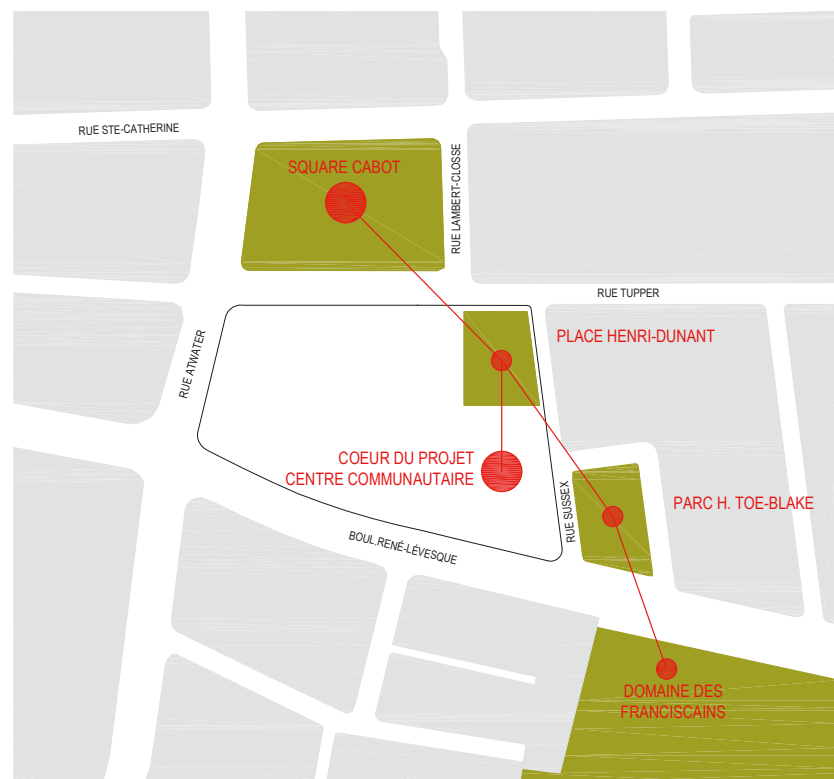 RUE STE-CATHERINE
SQUARE CABOT
RUE LAMBERT-CLOSSE
RUE TUPPER
PLACE HENRI-DUNANT
RUE ATWATER
COEUR DU PROJET
CENTRE COMMUNAUTAIRE
RUE SUSSEX
PARC H. TOE-BLAKE
BOUL.RENÉ-LÉVESQUE
DOMAINE DES
FRANCISCAINS